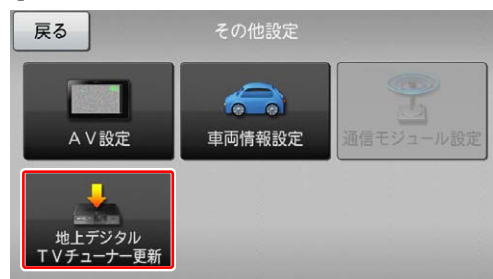 戻る
その他設定
AV設定
車両情報設定
通信モジュール設定
地上デジタル
TVチューナー更新